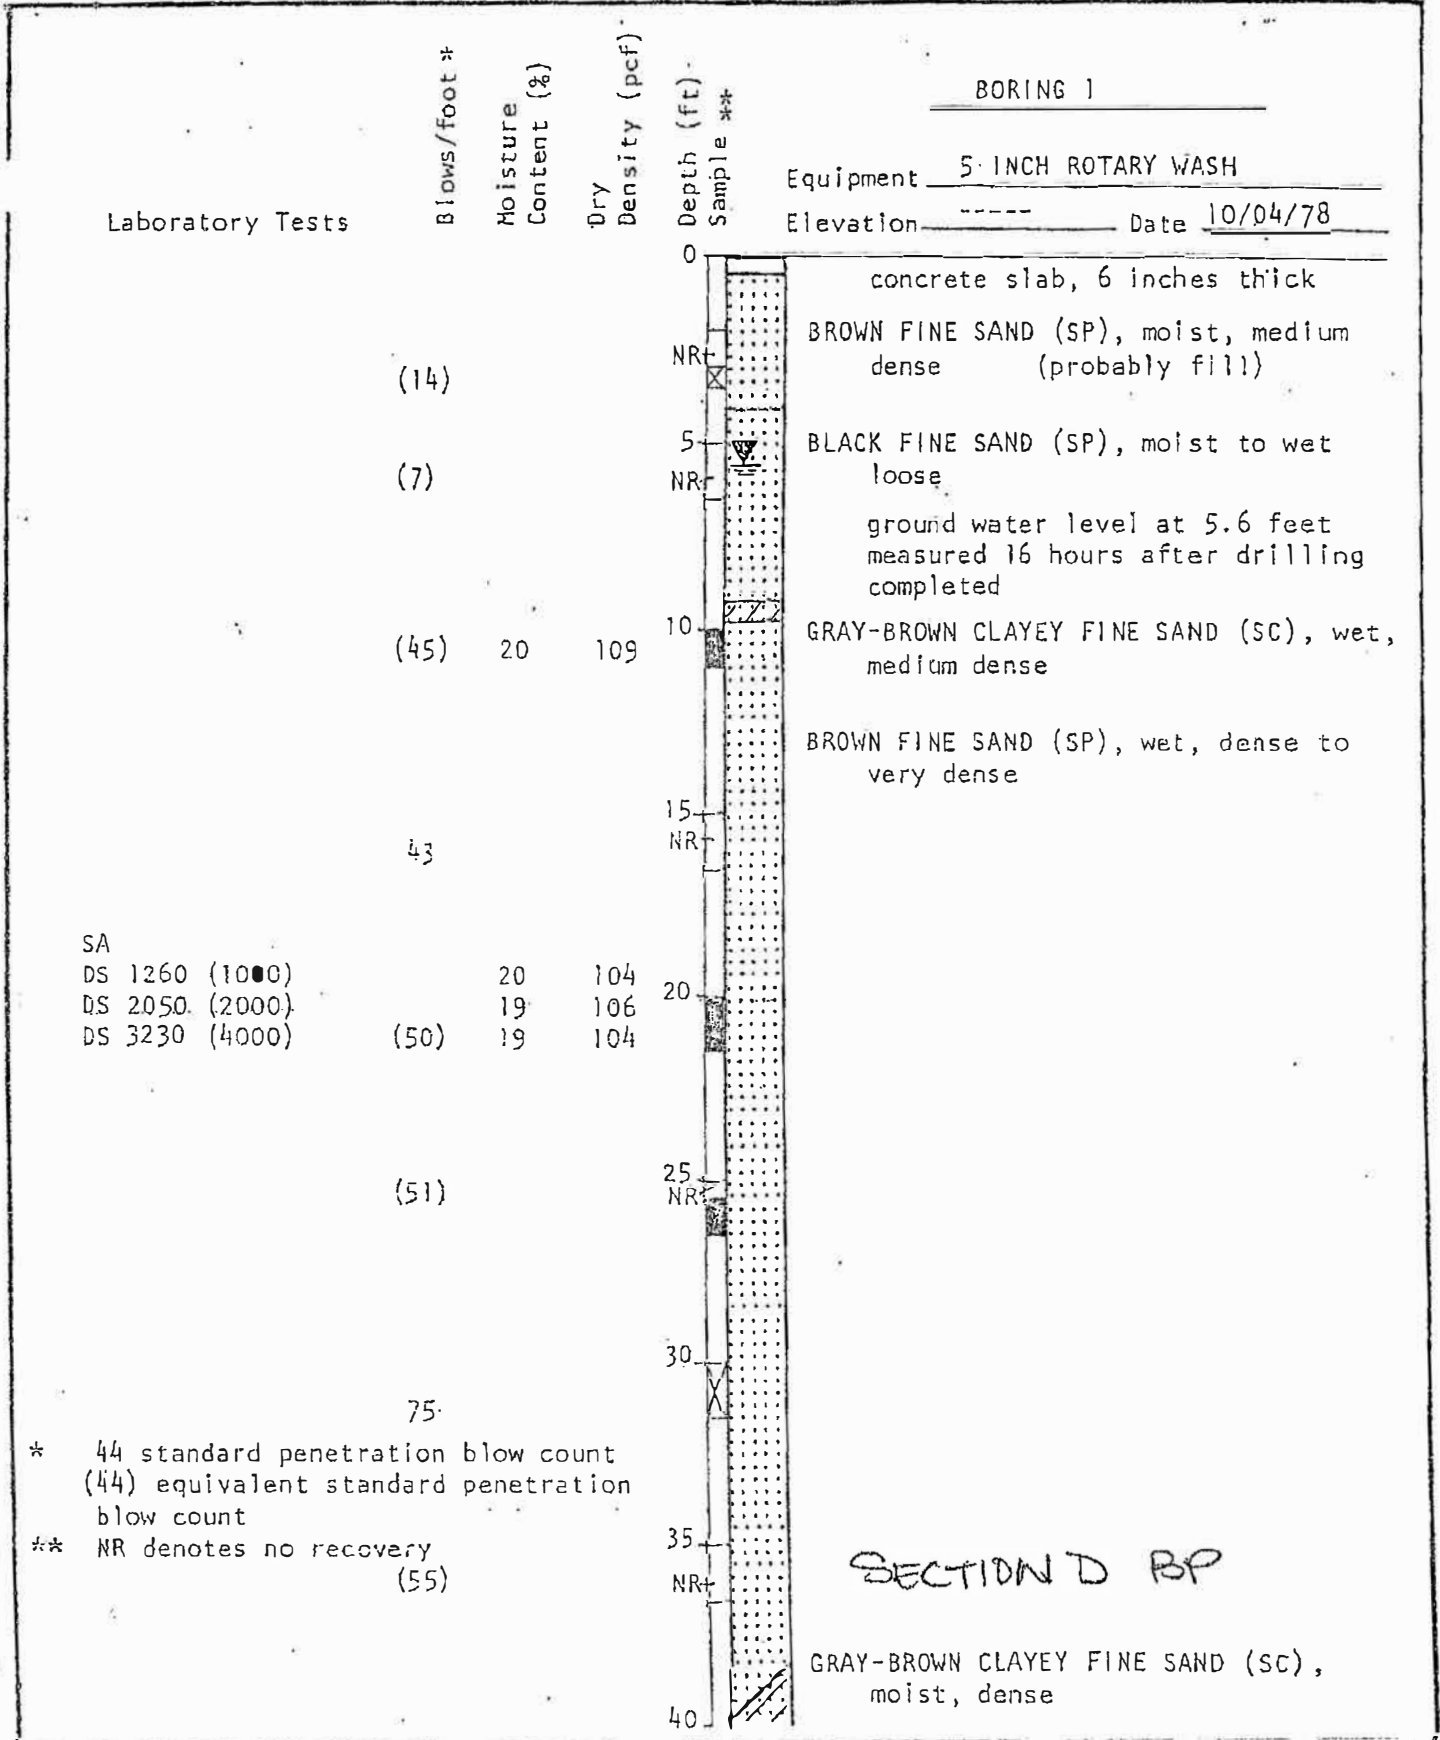 BORING 1
Equipment 5 INCH ROTARY WASH
Elevation ----- Date 10/04/78
Laboratory Tests
Blows/foot *
Moisture
Content (%)
Dry
Density (pcf)
Depth (ft)
Sample **
0
concrete slab, 6 inches thick
BROWN FINE SAND (SP), moist, medium
dense (probably fill)
NR
(14)
5
BLACK FINE SAND (SP), moist to wet
loose
(7)
NR
ground water level at 5.6 feet
measured 16 hours after drilling
completed
10
GRAY-BROWN CLAYEY FINE SAND (SC), wet,
medium dense
(45) 20 109
BROWN FINE SAND (SP), wet, dense to
very dense
15
NR
43
SA
DS 1260 (1000) 20 104
20
DS 2050 (2000) 19 106
DS 3230 (4000) (50) 19 104
25
(51)
NR
30
75
* 44 standard penetration blow count
(44) equivalent standard penetration
blow count
** NR denotes no recovery
35
(55)
NR
SECTION D BP
GRAY-BROWN CLAYEY FINE SAND (SC),
moist, dense
40